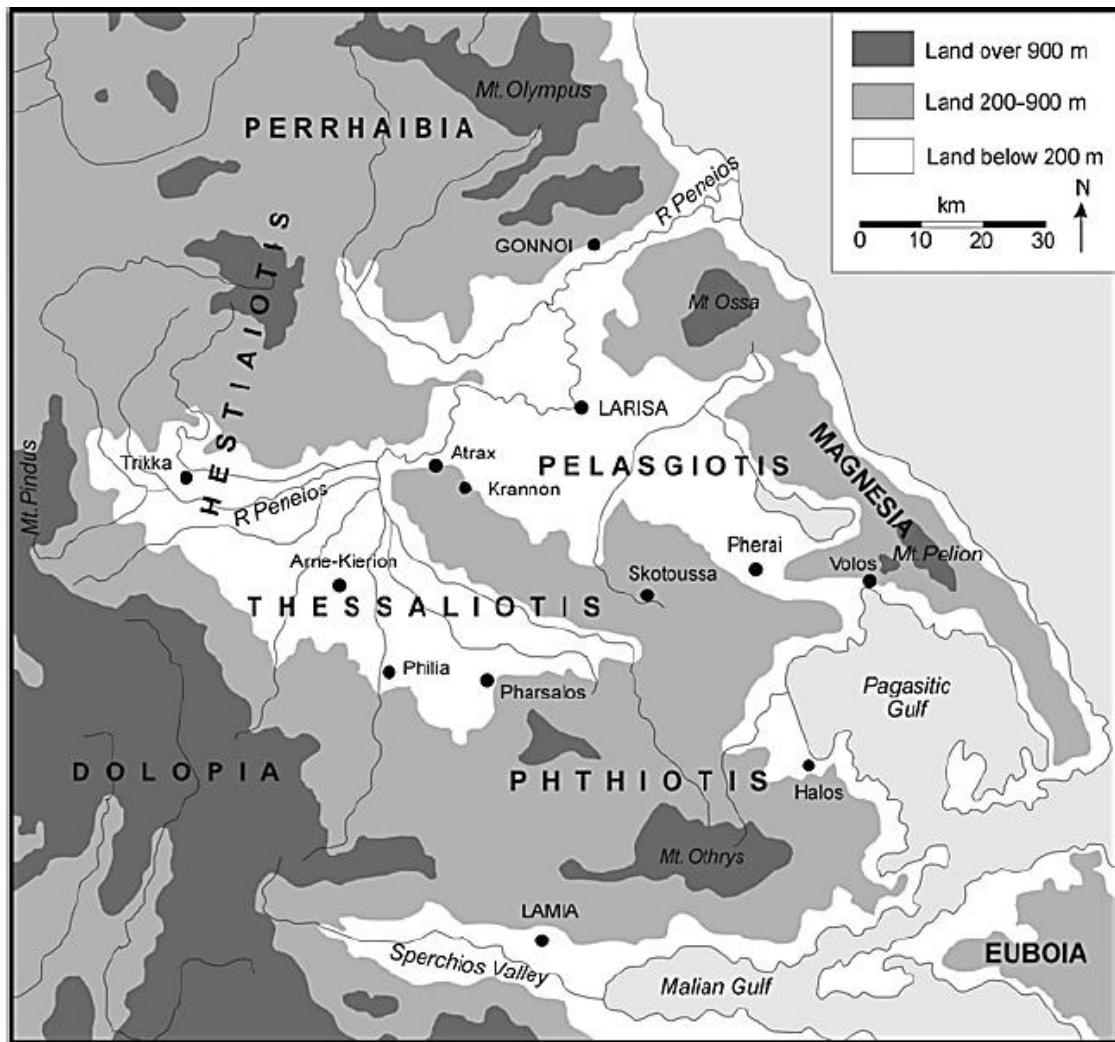 Land over 900 m
Mt. Olympus
Land 200–900 m
PERRHAIBIA
Land below 200 m
R Peneios
km
N
0 10 20 30
GONNOI
HESTIAIOTIS
Mt Ossa
LARISA
MAGNESIA
Atrax
PELASGIOTIS
Trikka
Krannon
Mt. Pindus
R Peneios
Mt. Pelion
Pherai
Volos
Arne-Kierion
Skotoussa
THESSALIOTIS
Philia
Pharsalos
Pagasitic
Gulf
DOLOPIA
PHTHIOTIS
Halos
Mt. Othrys
LAMIA
EUBOIA
Sperchios Valley
Malian Gulf